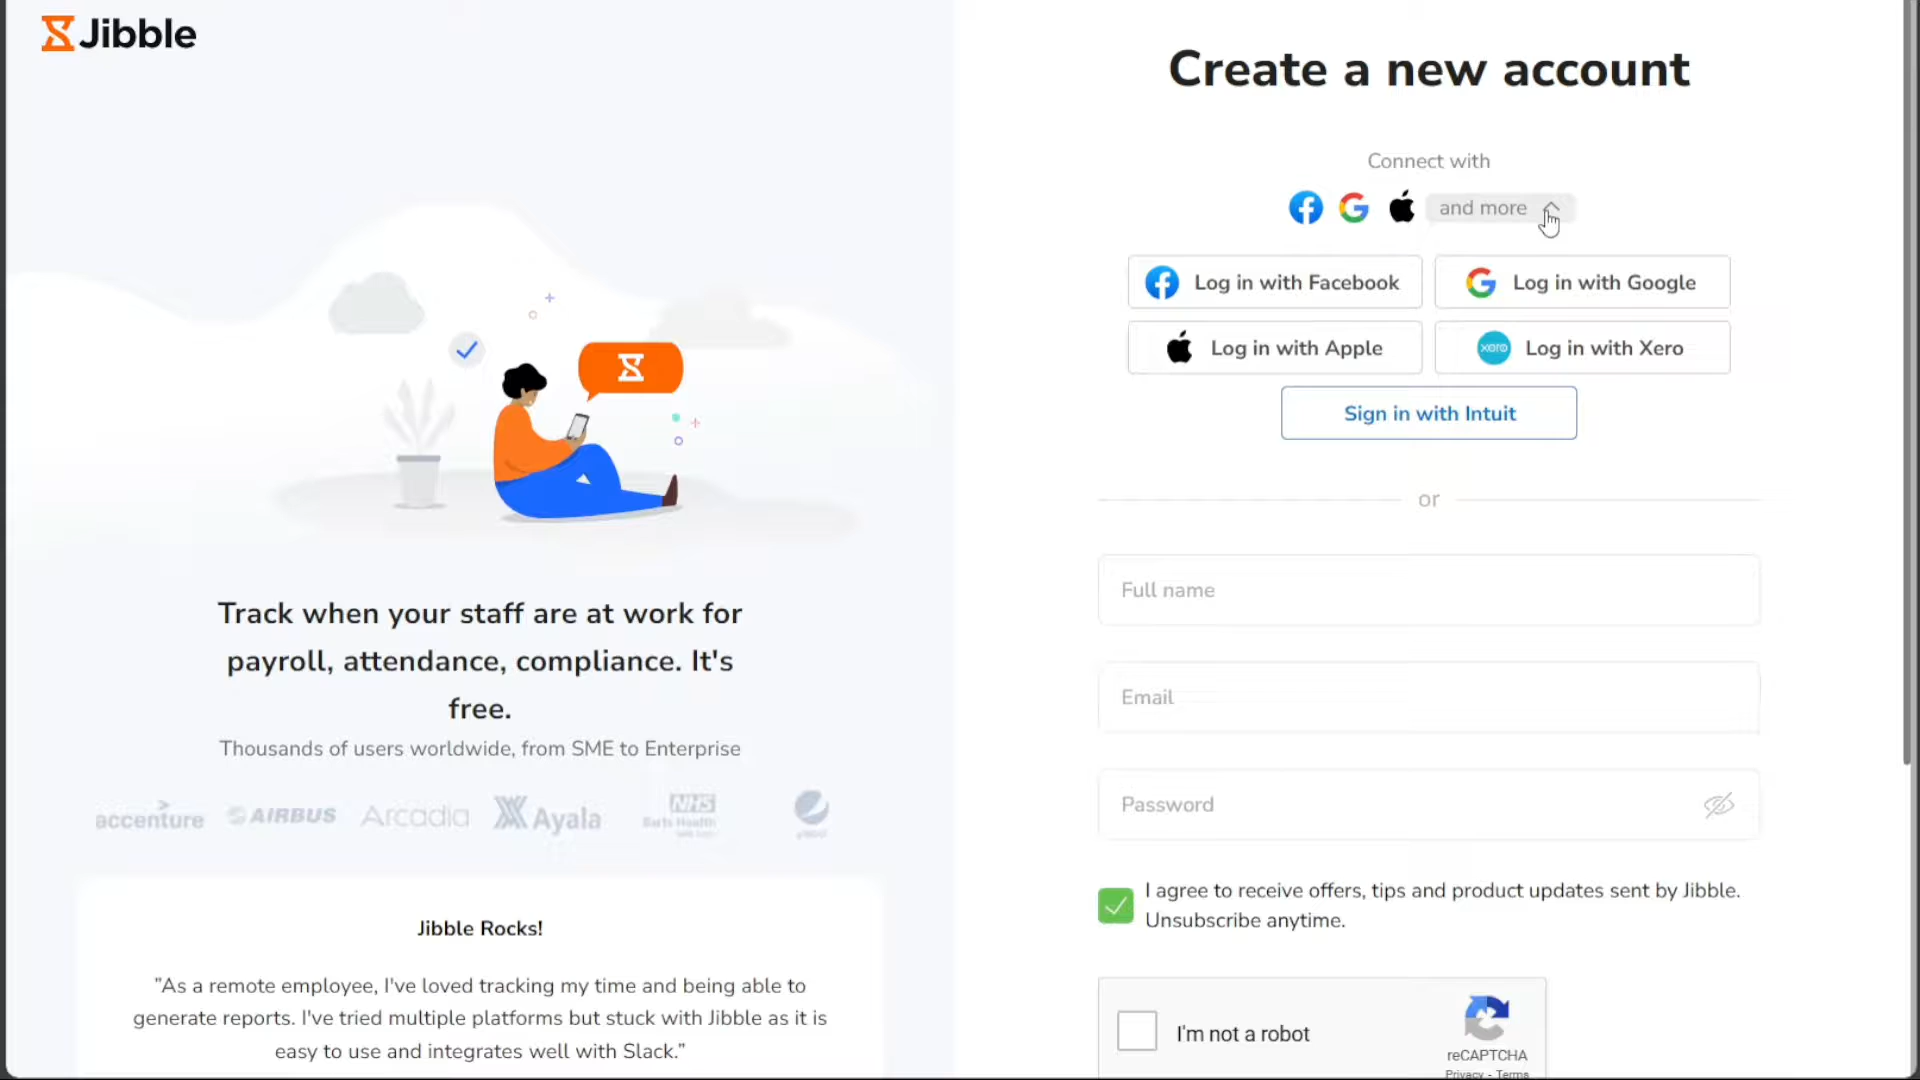 Jibble
Track when your staff are at work for
payroll, attendance, compliance. It's
free.
Thousands of users worldwide, from SME to Enterprise
accenture AIRBUS Arcadia Ayala NHS
Barts Health
Jibble Rocks!
"As a remote employee, I've loved tracking my time and being able to
generate reports. I've tried multiple platforms but stuck with Jibble as it is
easy to use and integrates well with Slack."
Create a new account
Connect with
and more
Log in with Facebook
Log in with Google
Log in with Apple
xero Log in with Xero
Sign in with Intuit
or
Full name
Email
Password
I agree to receive offers, tips and product updates sent by Jibble.
Unsubscribe anytime.
I'm not a robot
reCAPTCHA
Privacy - Terms